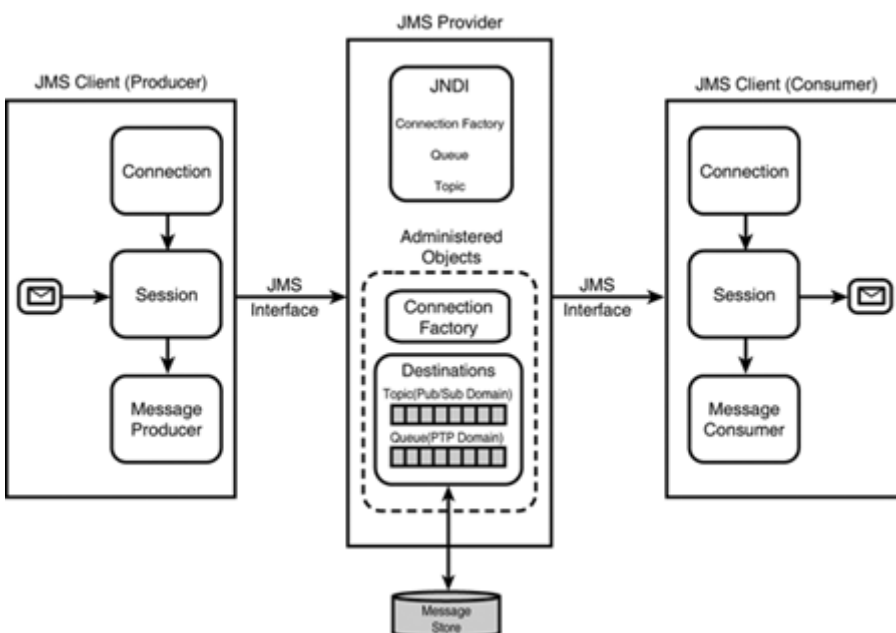 JMS Provider
JMS Client (Producer)
Connection
Session
Message
Producer
JMS
Interface
JNDI
Connection Factory
Queue
Topic
Administered
Objects
Connection
Factory
Destinations
Topic(Pub/Sub Domain)
Queue(PTP Domain)
Message
Store
JMS
Interface
JMS Client (Consumer)
Connection
Session
Message
Consumer